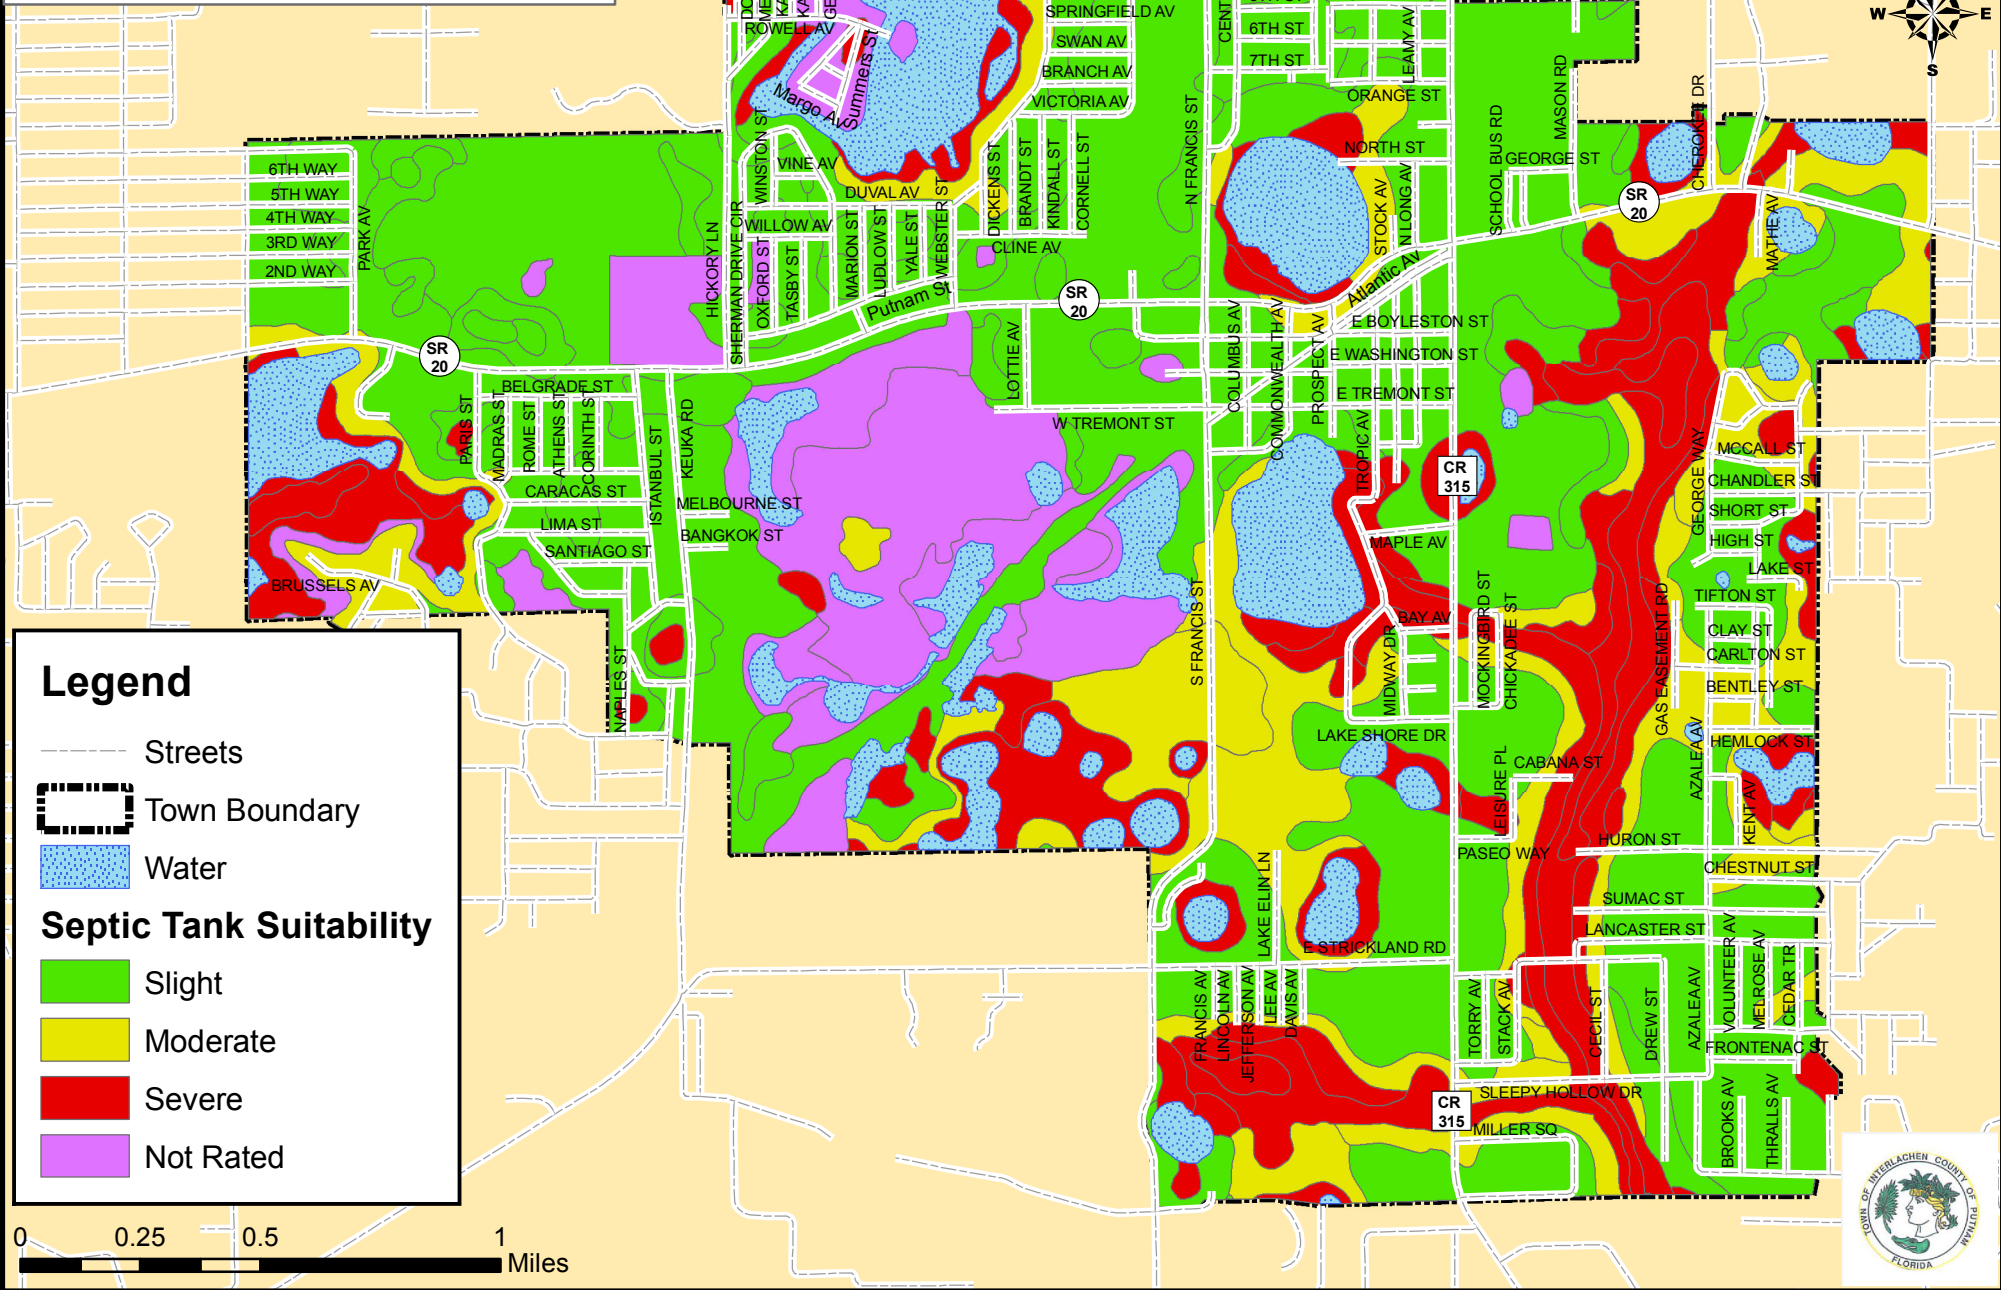 SPRINGFIELD AV
ROWELL AV
SWAN AV
6TH ST
7TH ST
BRANCH AV
VICTORIA AV
LEAMY AV
ORANGE ST
Summers St
Margo Av
W
E
S
MASON RD
CHEROKEE DR
SCHOOL BUS RD
N FRANCIS ST
NORTH ST
GEORGE ST
6TH WAY
5TH WAY
4TH WAY
3RD WAY
2ND WAY
PARK AV
WINSTON ST
VINE AV
DUVAL AV
WILLOW AV
HICKORY LN
SHERMAN DRIVE CIR
OXFORD ST
TASBY ST
MARION ST
LUDLOW ST
YALE ST
WEBSTER ST
DICKENS ST
BRANDT ST
KINDALL ST
CORNELL ST
CLINE AV
Putnam St
STOCK AV
N LONG AV
Atlantic Av
SR
20
MATHE AV
SR
20
SR
20
LOTTIE AV
COLUMBUS AV
COMMONWEALTH AV
PROSPECT AV
E BOYLESTON ST
E WASHINGTON ST
E TREMONT ST
W TREMONT ST
BELGRADE ST
PARIS ST
MADRAS ST
ROME ST
ATHENS ST
CORINTH ST
ISTANBUL ST
KEUKA RD
CARACAS ST
MELBOURNE ST
LIMA ST
BANGKOK ST
SANTIAGO ST
BRUSSELS AV
NAPLES ST
TROPIC AV
CR
315
MAPLE AV
BAY AV
MIDWAY DR
MOCKINGBIRD ST
CHICKADEE ST
S FRANCIS ST
GEORGE WAY
MCCALL ST
CHANDLER ST
SHORT ST
HIGH ST
LAKE ST
TIFTON ST
CLAY ST
CARLTON ST
BENTLEY ST
GAS EASEMENT RD
HEMLOCK ST
AZALEA AV
KENT AV
LAKE SHORE DR
LEISURE PL
CABANA ST
PASEO WAY
HURON ST
CHESTNUT ST
SUMAC ST
LANCASTER ST
LAKE ELIN LN
E STRICKLAND RD
FRANCIS AV
LINCOLN AV
JEFFERSON AV
LEE AV
DAVIS AV
TORRY AV
STACK AV
CECIL ST
DREW ST
AZALEA AV
VOLUNTEER AV
MELROSE AV
CEDAR TR
FRONTENAC ST
SLEEPY HOLLOW DR
CR
315
MILLER SQ
BROOKS AV
THRALLS AV
Legend
Streets
Town Boundary
Water
Septic Tank Suitability
Slight
Moderate
Severe
Not Rated
0 0.25 0.5 1
Miles
TOWN OF INTERLACHEN COUNTY OF PUTNAM
FLORIDA